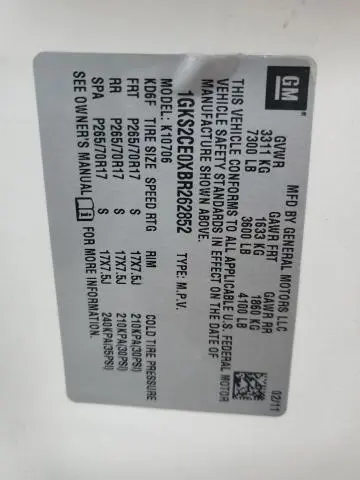 GM
MFD BY GENERAL MOTORS LLC
02/11
GVWR GAWR FRT GAWR RR
3311 KG 1633 KG 1860 KG
7300 LB 3600 LB 4100 LB
THIS VEHICLE CONFORMS TO ALL APPLICABLE U.S. FEDERAL MOTOR
VEHICLE SAFETY STANDARDS IN EFFECT ON THE DATE OF
MANUFACTURE SHOWN ABOVE.
1GKS2CE0XBR262852 TYPE: M.P.V.
MODEL: K10706
KD6F TIRE SIZE SPEED RTG RIM COLD TIRE PRESSURE
FRT P265/70R17 S 17X7.5J 210KPA(30PSI)
RR P265/70R17 S 17X7.5J 210KPA(30PSI)
SPA P265/70R17 S 17X7.5J 240KPA(35PSI)
SEE OWNER'S MANUAL FOR MORE INFORMATION.